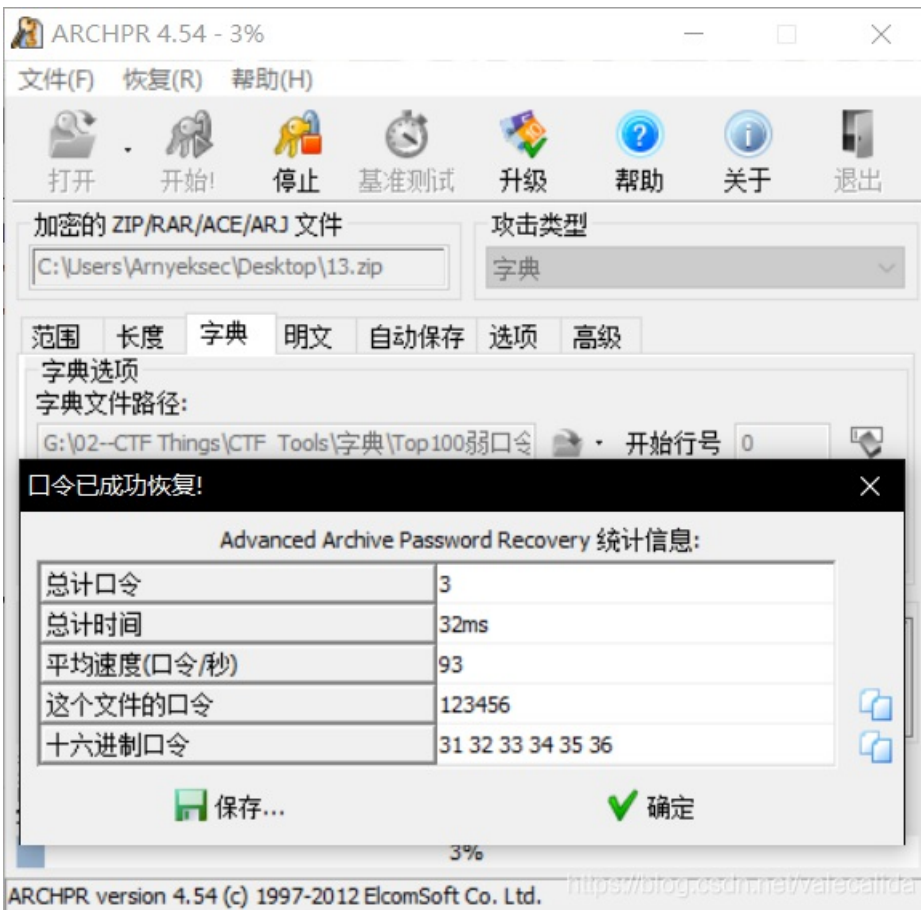 ARCHPR 4.54 - 3%
文件(F) 恢复(R) 帮助(H)
打开 开始! 停止 基准测试 升级 帮助 关于 退出
加密的 ZIP/RAR/ACE/ARJ 文件 攻击类型
C:\Users\Arnyeksec\Desktop\13.zip 字典
范围 长度 字典 明文 自动保存 选项 高级
字典选项
字典文件路径:
G:\02--CTF Things\CTF Tools\字典\Top100弱口令 开始行号 0
口令已成功恢复!
Advanced Archive Password Recovery 统计信息:
总计口令 3
总计时间 32ms
平均速度(口令/秒) 93
这个文件的口令 123456
十六进制口令 31 32 33 34 35 36
保存... 确定
3%
ARCHPR version 4.54 (c) 1997-2012 ElcomSoft Co. Ltd.
https://blog.csdn.net/valecalida